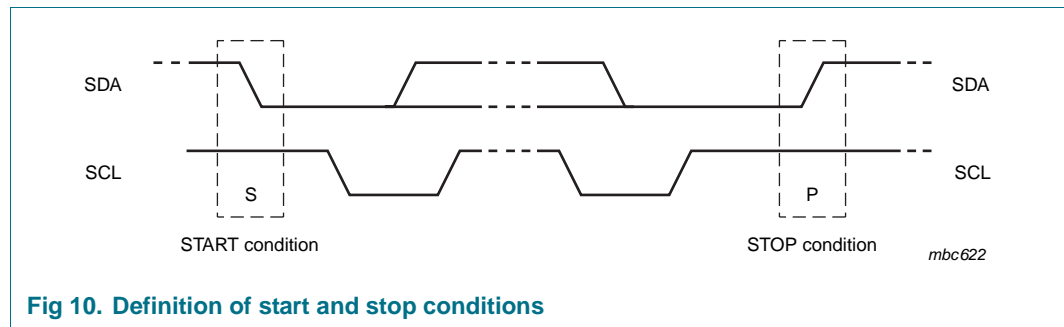 SDA SDA
SCL SCL
S P
START condition STOP condition
mbc622
Fig 10. Definition of start and stop conditions